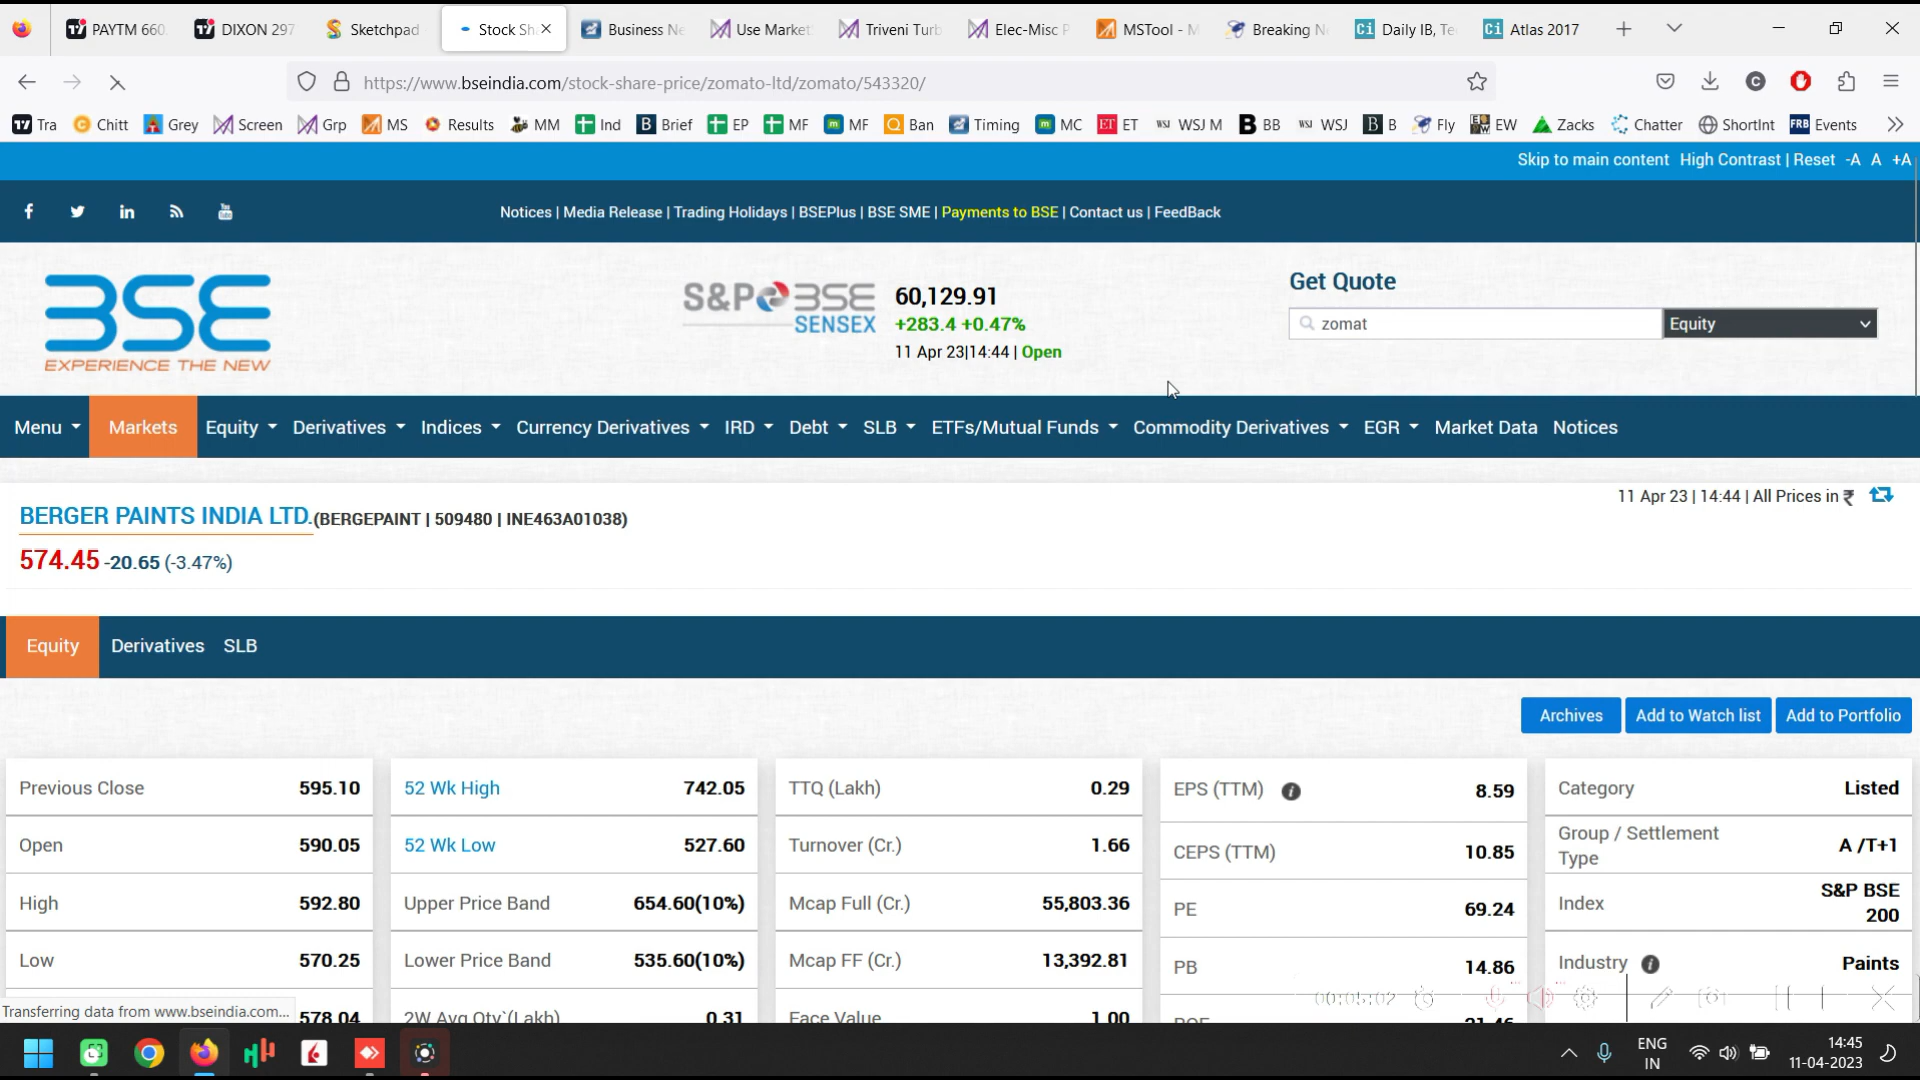 PAYTM 660
DIXON 297
Sketchpad
Stock Sh
Business Ne
Use Market
Triveni Turb
Elec-Misc P
MSTool - M
Breaking N
Ci Daily IB, Te
Ci Atlas 2017
https://www.bseindia.com/stock-share-price/zomato-ltd/zomato/543320/
Tra Chitt Grey Screen Grp MS Results MM Ind Brief EP MF MF Ban Timing MC ET ET WSJ WSJ M BB WSJ WSJ B Fly EW Zacks Chatter ShortInt FRB Events
Skip to main content High Contrast | Reset -A A +A
Notices | Media Release | Trading Holidays | BSEPlus | BSE SME | Payments to BSE | Contact us | FeedBack
BSE
EXPERIENCE THE NEW
S&P BSE
SENSEX
60,129.91
+283.4 +0.47%
11 Apr 23|14:44 | Open
Get Quote
zomat
Equity
Menu Markets Equity Derivatives Indices Currency Derivatives IRD Debt SLB ETFs/Mutual Funds Commodity Derivatives EGR Market Data Notices
11 Apr 23 | 14:44 | All Prices in ₹
BERGER PAINTS INDIA LTD.(BERGEPAINT | 509480 | INE463A01038)
574.45 -20.65 (-3.47%)
Equity Derivatives SLB
Archives Add to Watch list Add to Portfolio
Previous Close 595.10
Open 590.05
High 592.80
Low 570.25
578.04
52 Wk High 742.05
52 Wk Low 527.60
Upper Price Band 654.60(10%)
Lower Price Band 535.60(10%)
2W Avg Qty`(Lakh) 0.31
TTQ (Lakh) 0.29
Turnover (Cr.) 1.66
Mcap Full (Cr.) 55,803.36
Mcap FF (Cr.) 13,392.81
Face Value 1.00
EPS (TTM) 8.59
CEPS (TTM) 10.85
PE 69.24
PB 14.86
ROE 21.46
Category Listed
Group / Settlement Type A /T+1
Index S&P BSE 200
Industry Paints
00:05:02
Transferring data from www.bseindia.com...
ENG
IN
14:45
11-04-2023